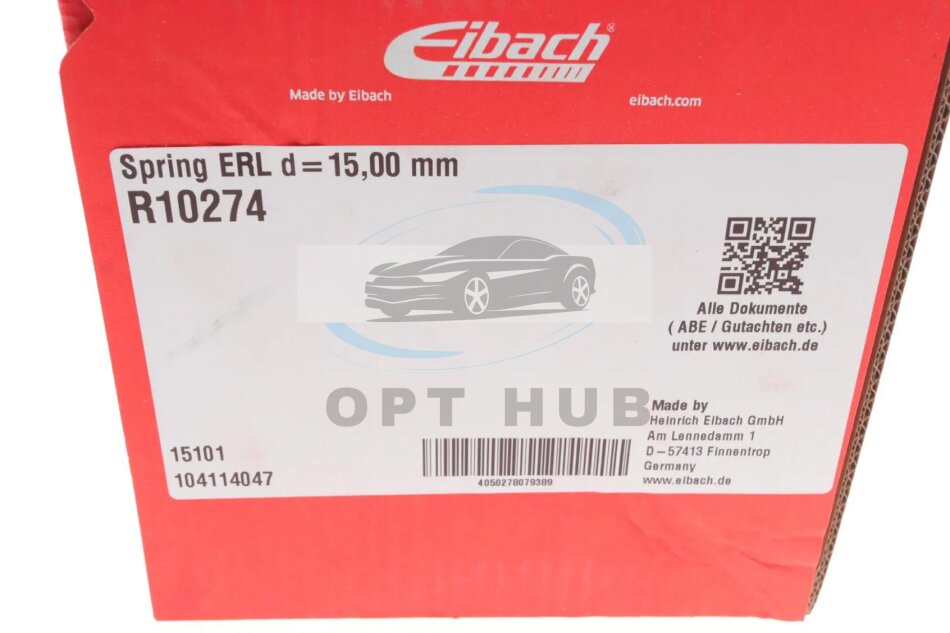 Eibach®
Made by Eibach
eibach.com
Spring ERL d=15,00 mm
R10274
Alle Dokumente
( ABE / Gutachten etc.)
unter www.eibach.de
OPT HUB
Made by
Heinrich Eibach GmbH
Am Lennedamm 1
D-57413 Finnentrop
Germany
www.eibach.de
15101
104114047
4050278079389